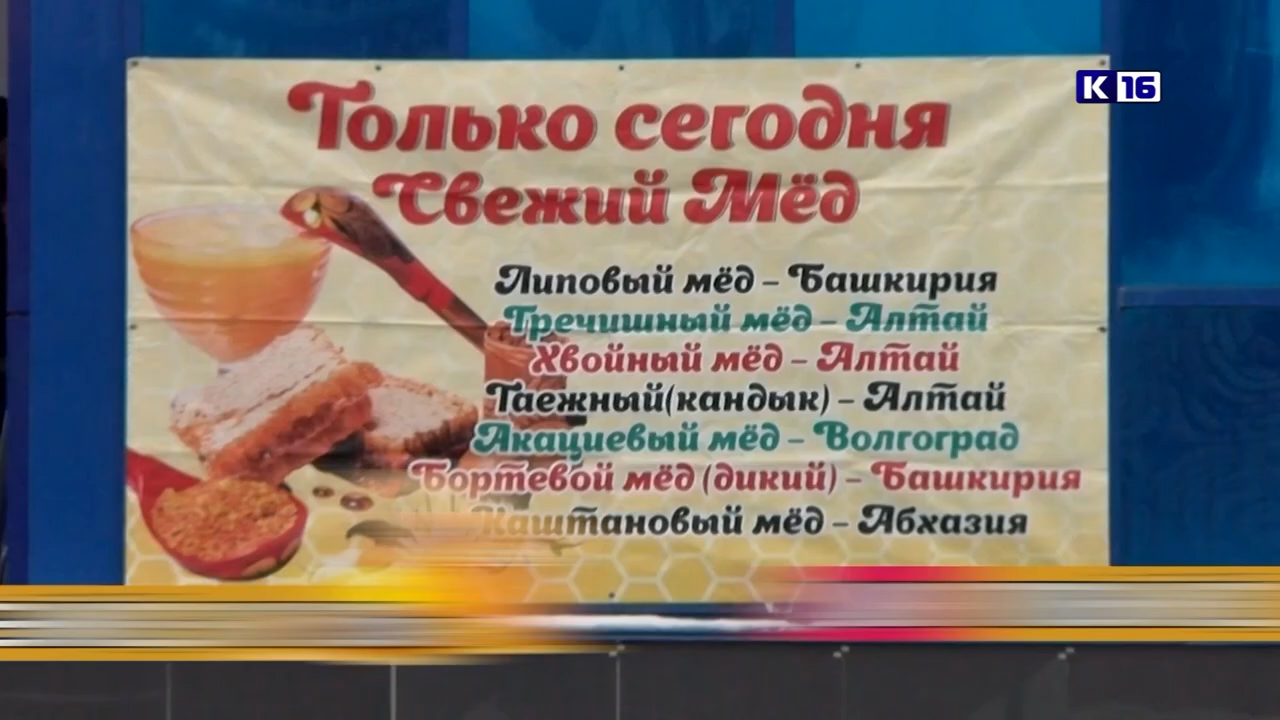 К 16
Только сегодня
Свежий Мёд
Липовый мёд – Башкирия
Гречишный мёд – Алтай
Хвойный мёд – Алтай
Таежный(кандык) – Алтай
Акациевый мёд – Волгоград
Бортевой мёд (дикий) – Башкирия
Каштановый мёд – Абхазия